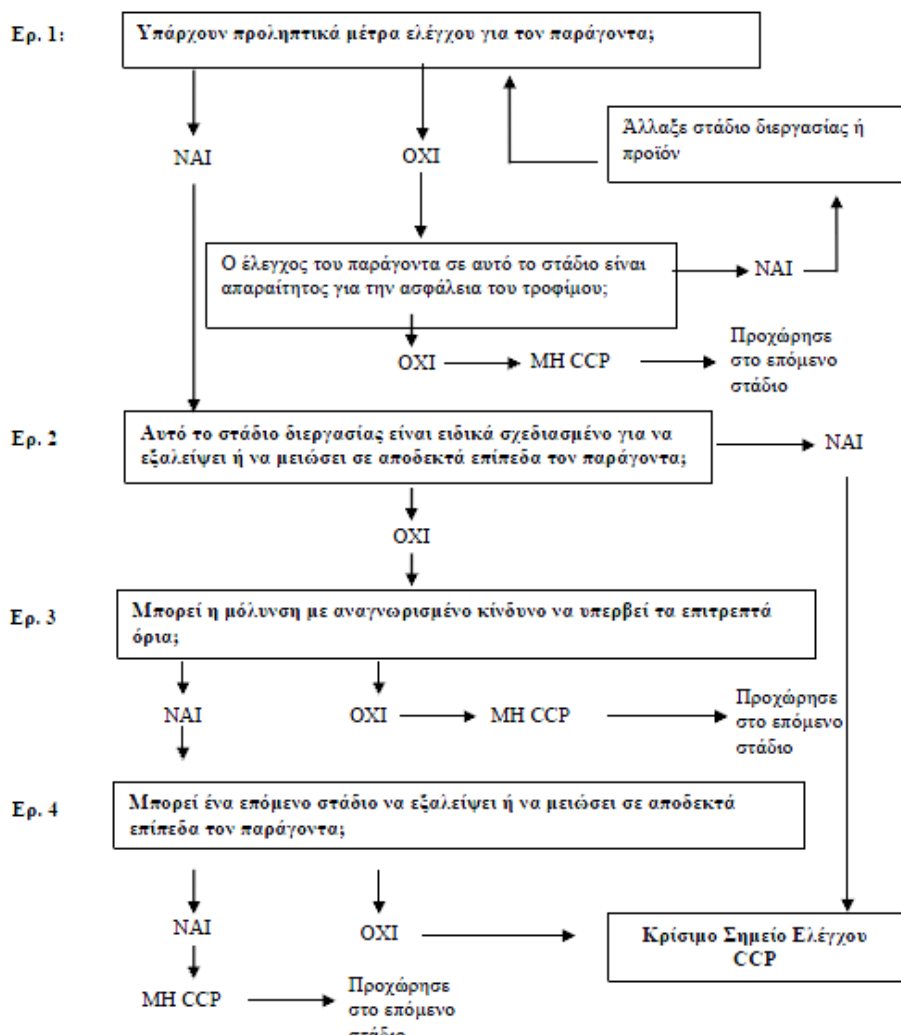 Ερ. 1:
Υπάρχουν προληπτικά μέτρα ελέγχου για τον παράγοντα;
Άλλαξε στάδιο διεργασίας ή
προϊόν
ΝΑΙ
ΟΧΙ
Ο έλεγχος του παράγοντα σε αυτό το στάδιο είναι
απαραίτητος για την ασφάλεια του τροφίμου;
ΝΑΙ
ΟΧΙ
ΜΗ CCP
Προχώρησε
στο επόμενο
στάδιο
Ερ. 2
Αυτό το στάδιο διεργασίας είναι ειδικά σχεδιασμένο για να
εξαλείψει ή να μειώσει σε αποδεκτά επίπεδα τον παράγοντα;
ΝΑΙ
ΟΧΙ
Ερ. 3
Μπορεί η μόλυνση με αναγνωρισμένο κίνδυνο να υπερβεί τα επιτρεπτά
όρια;
ΝΑΙ
ΟΧΙ
ΜΗ CCP
Προχώρησε
στο επόμενο
στάδιο
Ερ. 4
Μπορεί ένα επόμενο στάδιο να εξαλείψει ή να μειώσει σε αποδεκτά
επίπεδα τον παράγοντα;
ΝΑΙ
ΟΧΙ
Κρίσιμο Σημείο Ελέγχου
CCP
ΜΗ CCP
Προχώρησε
στο επόμενο
στάδιο